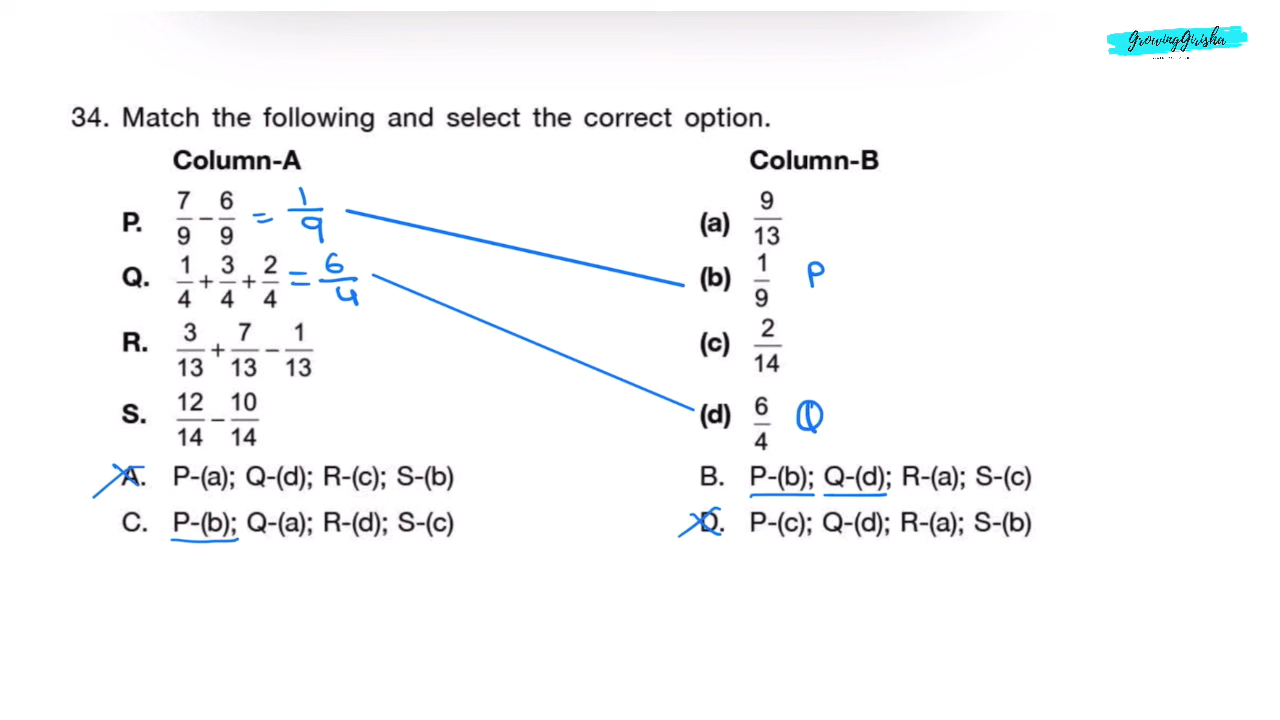 GrowingGirisha
34. Match the following and select the correct option.
Column-A Column-B
P. 7/9 − 6/9 = 1/9 (a) 9/13
Q. 1/4 + 3/4 + 2/4 = 6/4 (b) 1/9 P
R. 3/13 + 7/13 − 1/13 (c) 2/14
S. 12/14 − 10/14 (d) 6/4 Q
A. P-(a); Q-(d); R-(c); S-(b) B. P-(b); Q-(d); R-(a); S-(c)
C. P-(b); Q-(a); R-(d); S-(c) D. P-(c); Q-(d); R-(a); S-(b)